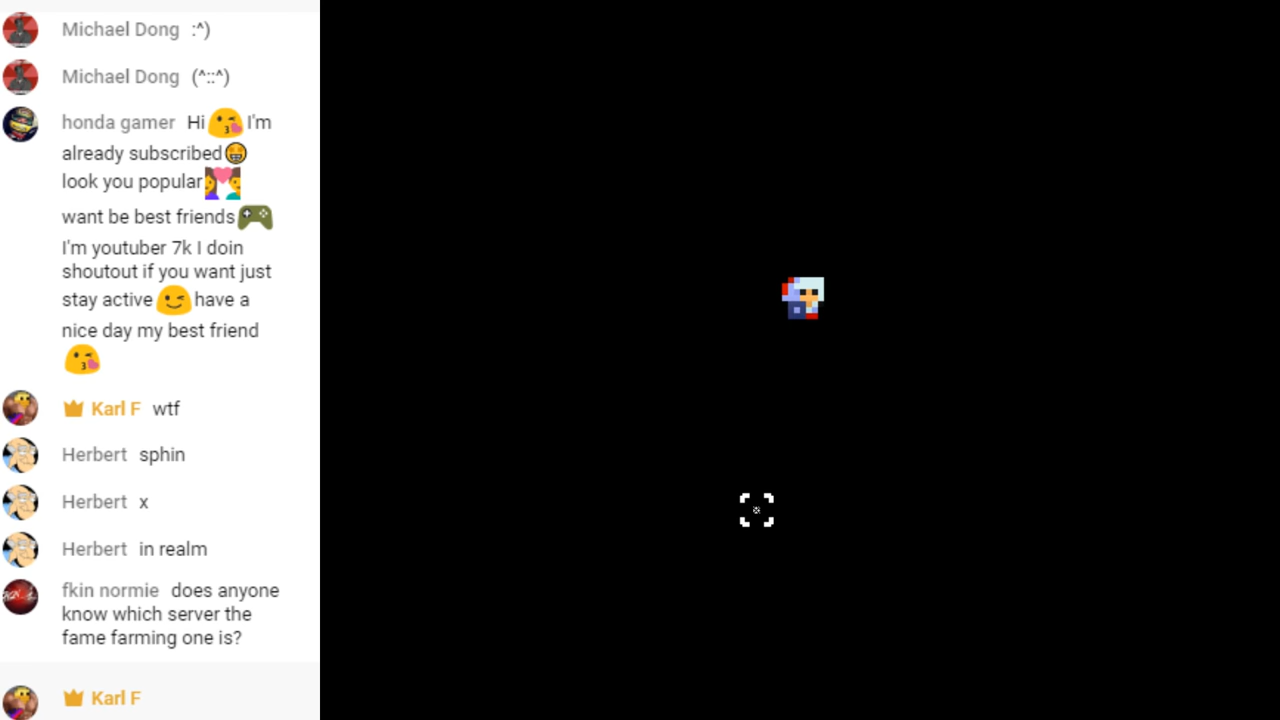 Michael Dong :^)
Michael Dong (^::^)
honda gamer Hi😘I'm
already subscribed😁
look you popular💑
want be best friends🎮
I'm youtuber 7k I doin
shoutout if you want just
stay active😉have a
nice day my best friend
😘
Karl F wtf
Herbert sphin
Herbert x
Herbert in realm
fkin normie does anyone
know which server the
fame farming one is?
Karl F